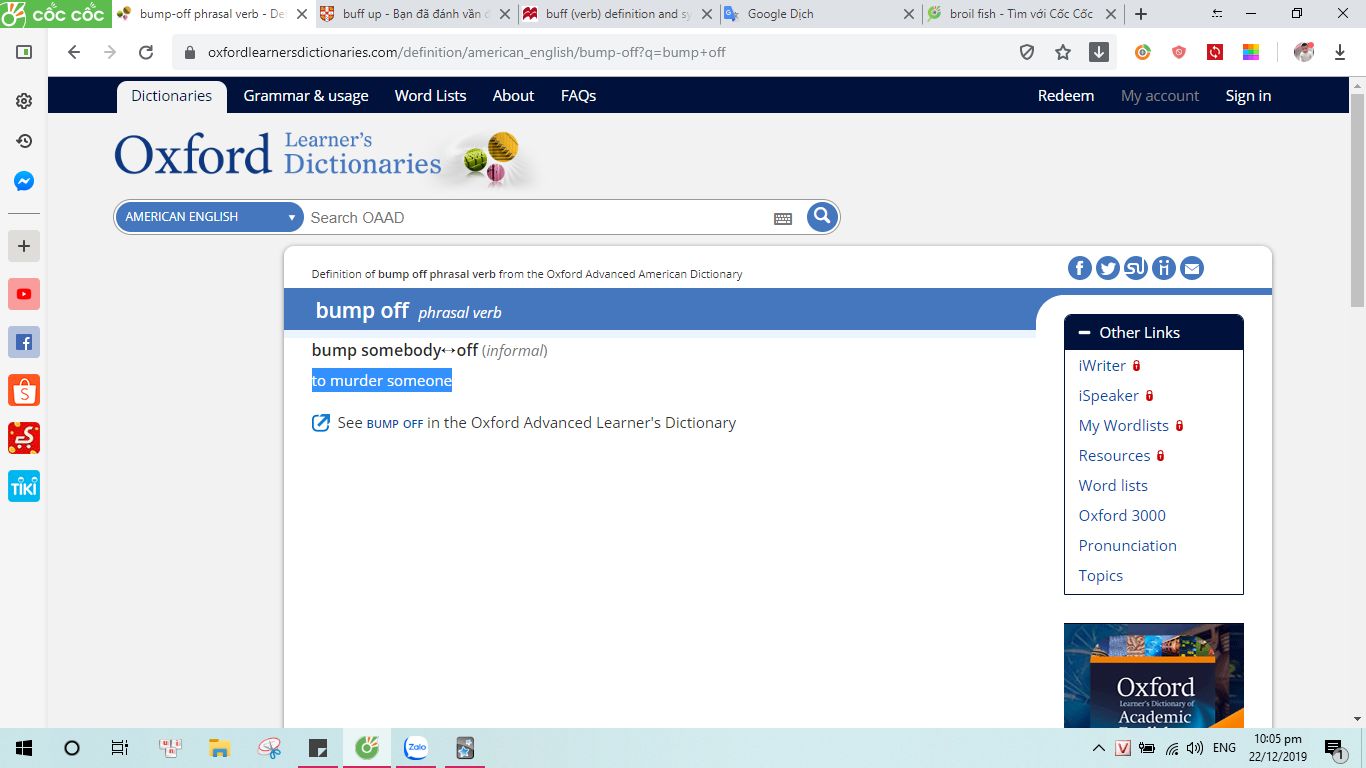 cốc cốc
bump-off phrasal verb - De
buff up - Bạn đã đánh vần đ
buff (verb) definition and sy
Google Dịch
broil fish - Tìm với Cốc Cốc
oxfordlearnersdictionaries.com/definition/american_english/bump-off?q=bump+off
Dictionaries Grammar & usage Word Lists About FAQs Redeem My account Sign in
Oxford Learner's Dictionaries
AMERICAN ENGLISH Search OAAD
Definition of bump off phrasal verb from the Oxford Advanced American Dictionary
bump off phrasal verb
bump somebody↔off (informal)
to murder someone
See BUMP OFF in the Oxford Advanced Learner's Dictionary
Other Links
iWriter
iSpeaker
My Wordlists
Resources
Word lists
Oxford 3000
Pronunciation
Topics
Oxford
Learner's Dictionary of
Academic
TIKI
Zalo
V
ENG
10:05 pm
22/12/2019
1